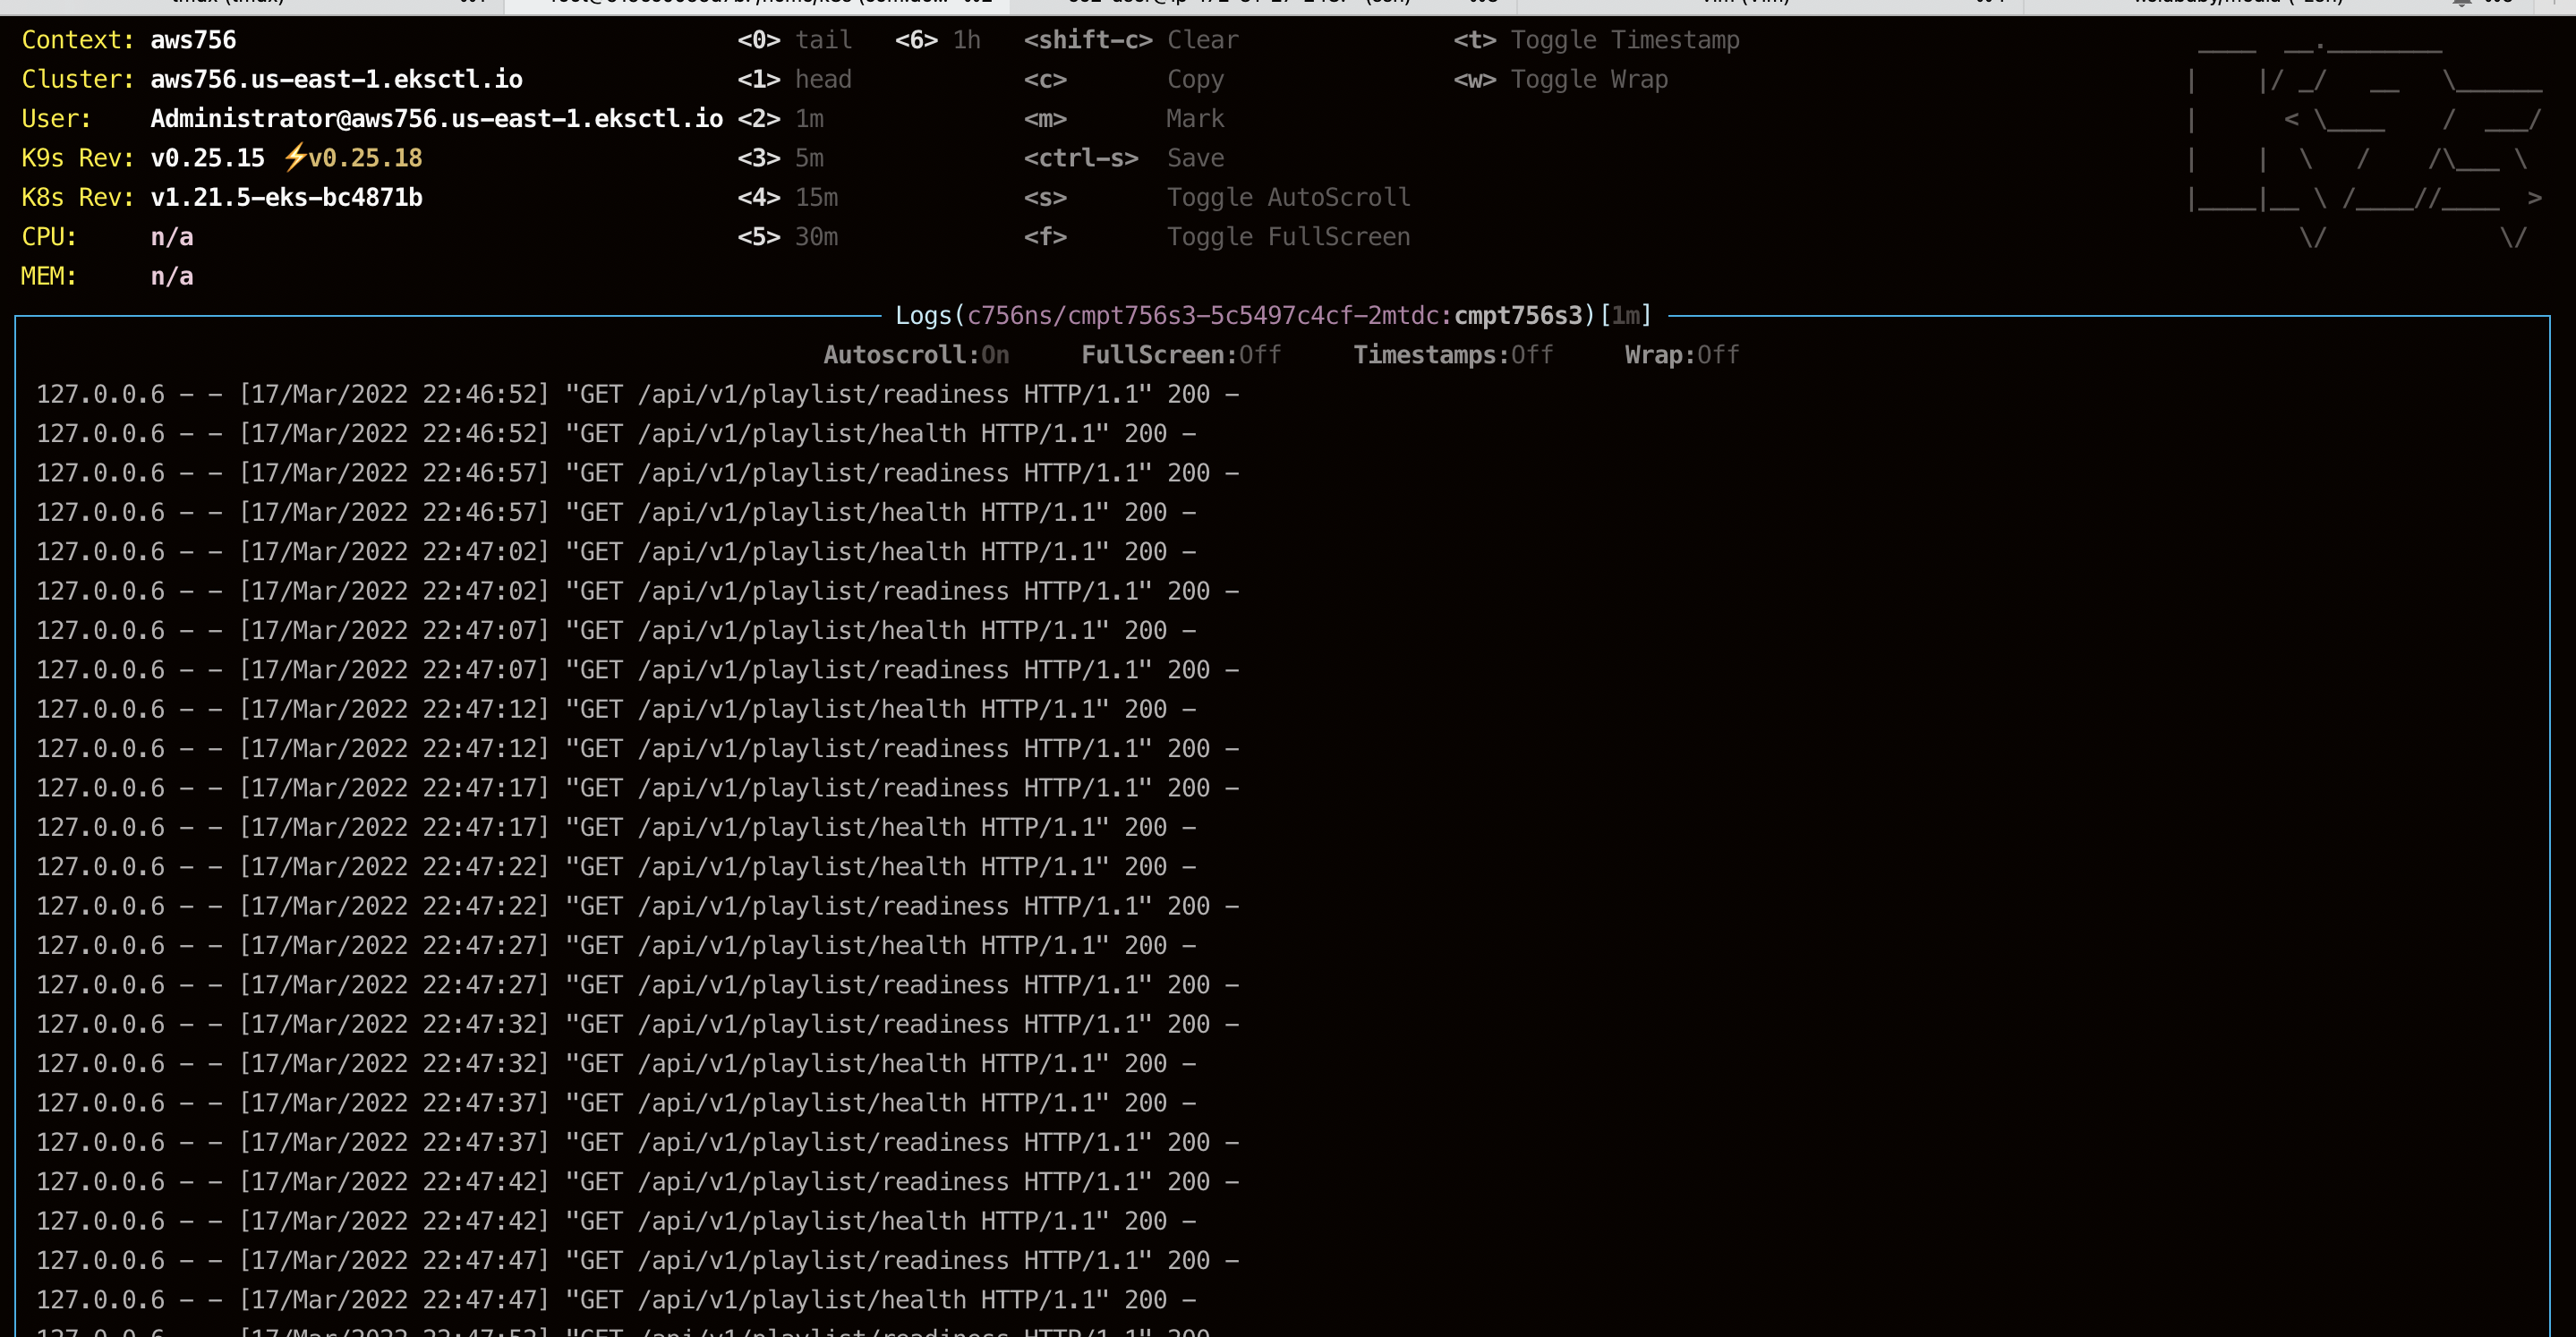 Context: aws756 <0> tail <6> 1h <shift-c> Clear <t> Toggle Timestamp
Cluster: aws756.us-east-1.eksctl.io <1> head <c> Copy <w> Toggle Wrap
User: Administrator@aws756.us-east-1.eksctl.io <2> 1m <m> Mark
K9s Rev: v0.25.15 ⚡v0.25.18 <3> 5m <ctrl-s> Save
K8s Rev: v1.21.5-eks-bc4871b <4> 15m <s> Toggle AutoScroll
CPU: n/a <5> 30m <f> Toggle FullScreen
MEM: n/a
Logs(c756ns/cmpt756s3-5c5497c4cf-2mtdc:cmpt756s3)[1m]
Autoscroll:On FullScreen:Off Timestamps:Off Wrap:Off
127.0.0.6 - - [17/Mar/2022 22:46:52] "GET /api/v1/playlist/readiness HTTP/1.1" 200 -
127.0.0.6 - - [17/Mar/2022 22:46:52] "GET /api/v1/playlist/health HTTP/1.1" 200 -
127.0.0.6 - - [17/Mar/2022 22:46:57] "GET /api/v1/playlist/readiness HTTP/1.1" 200 -
127.0.0.6 - - [17/Mar/2022 22:46:57] "GET /api/v1/playlist/health HTTP/1.1" 200 -
127.0.0.6 - - [17/Mar/2022 22:47:02] "GET /api/v1/playlist/health HTTP/1.1" 200 -
127.0.0.6 - - [17/Mar/2022 22:47:02] "GET /api/v1/playlist/readiness HTTP/1.1" 200 -
127.0.0.6 - - [17/Mar/2022 22:47:07] "GET /api/v1/playlist/health HTTP/1.1" 200 -
127.0.0.6 - - [17/Mar/2022 22:47:07] "GET /api/v1/playlist/readiness HTTP/1.1" 200 -
127.0.0.6 - - [17/Mar/2022 22:47:12] "GET /api/v1/playlist/health HTTP/1.1" 200 -
127.0.0.6 - - [17/Mar/2022 22:47:12] "GET /api/v1/playlist/readiness HTTP/1.1" 200 -
127.0.0.6 - - [17/Mar/2022 22:47:17] "GET /api/v1/playlist/readiness HTTP/1.1" 200 -
127.0.0.6 - - [17/Mar/2022 22:47:17] "GET /api/v1/playlist/health HTTP/1.1" 200 -
127.0.0.6 - - [17/Mar/2022 22:47:22] "GET /api/v1/playlist/health HTTP/1.1" 200 -
127.0.0.6 - - [17/Mar/2022 22:47:22] "GET /api/v1/playlist/readiness HTTP/1.1" 200 -
127.0.0.6 - - [17/Mar/2022 22:47:27] "GET /api/v1/playlist/health HTTP/1.1" 200 -
127.0.0.6 - - [17/Mar/2022 22:47:27] "GET /api/v1/playlist/readiness HTTP/1.1" 200 -
127.0.0.6 - - [17/Mar/2022 22:47:32] "GET /api/v1/playlist/readiness HTTP/1.1" 200 -
127.0.0.6 - - [17/Mar/2022 22:47:32] "GET /api/v1/playlist/health HTTP/1.1" 200 -
127.0.0.6 - - [17/Mar/2022 22:47:37] "GET /api/v1/playlist/health HTTP/1.1" 200 -
127.0.0.6 - - [17/Mar/2022 22:47:37] "GET /api/v1/playlist/readiness HTTP/1.1" 200 -
127.0.0.6 - - [17/Mar/2022 22:47:42] "GET /api/v1/playlist/readiness HTTP/1.1" 200 -
127.0.0.6 - - [17/Mar/2022 22:47:42] "GET /api/v1/playlist/health HTTP/1.1" 200 -
127.0.0.6 - - [17/Mar/2022 22:47:47] "GET /api/v1/playlist/readiness HTTP/1.1" 200 -
127.0.0.6 - - [17/Mar/2022 22:47:47] "GET /api/v1/playlist/health HTTP/1.1" 200 -